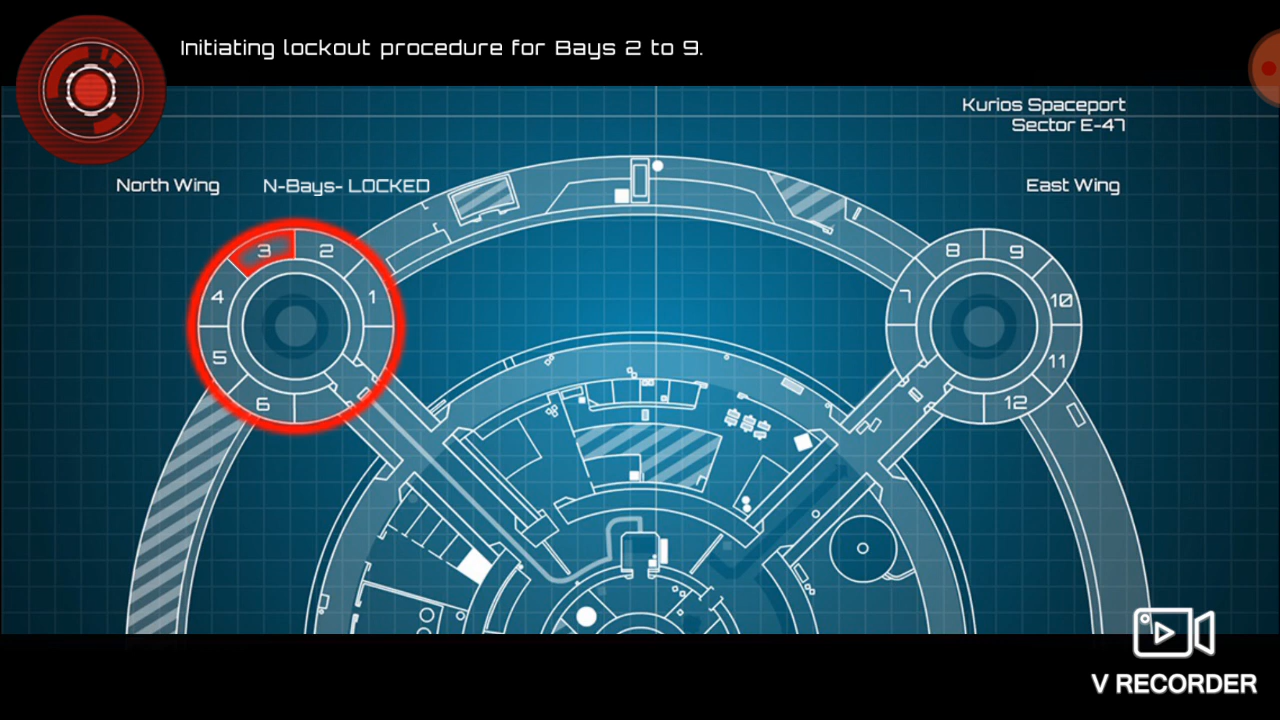 Initiating lockout procedure for Bays 2 to 9.
Kurios Spaceport
Sector E-47
North Wing
N-Bays- LOCKED
East Wing
3
2
4
1
5
6
8
9
7
10
11
12
V RECORDER